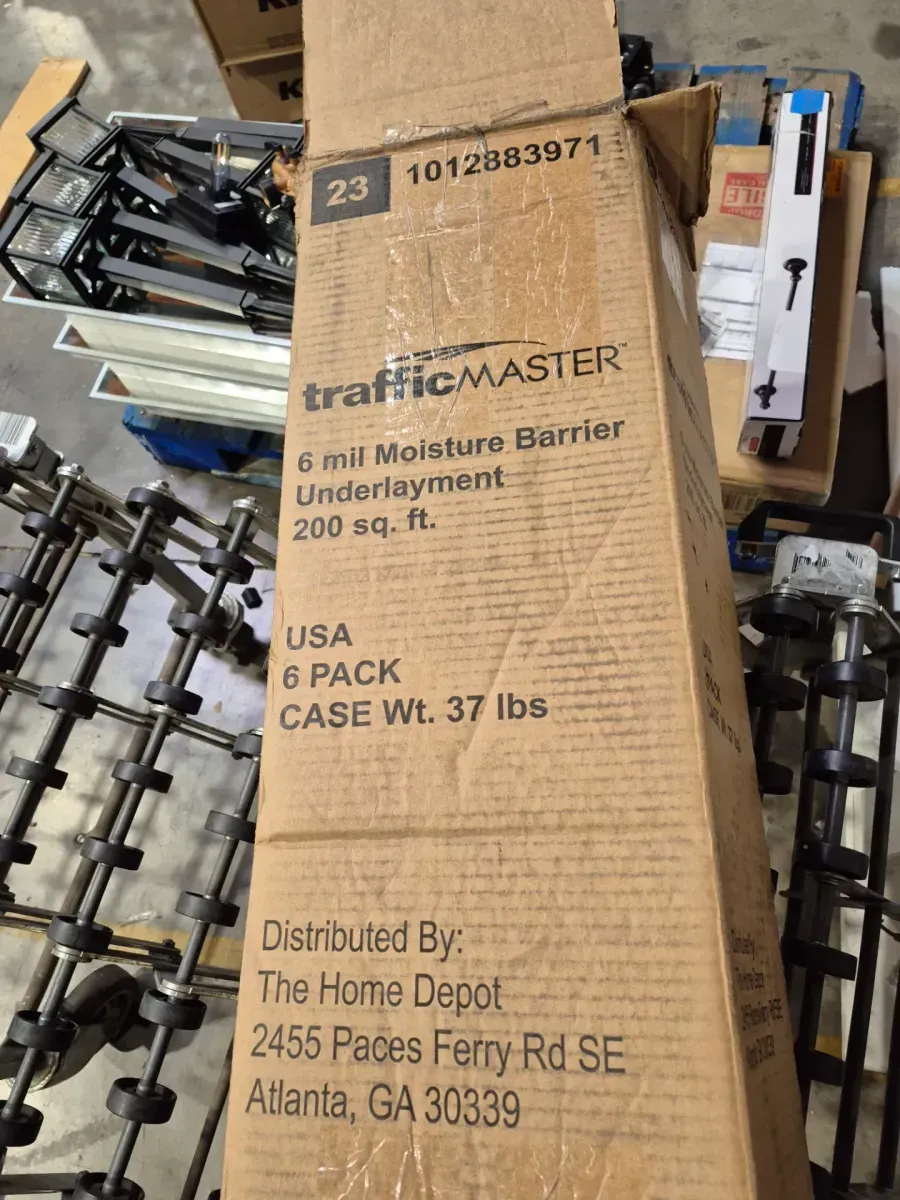 23
1012883971
trafficMASTER™
6 mil Moisture Barrier
Underlayment
200 sq. ft.
USA
6 PACK
CASE Wt. 37 lbs
Distributed By:
The Home Depot
2455 Paces Ferry Rd SE
Atlanta, GA 30339